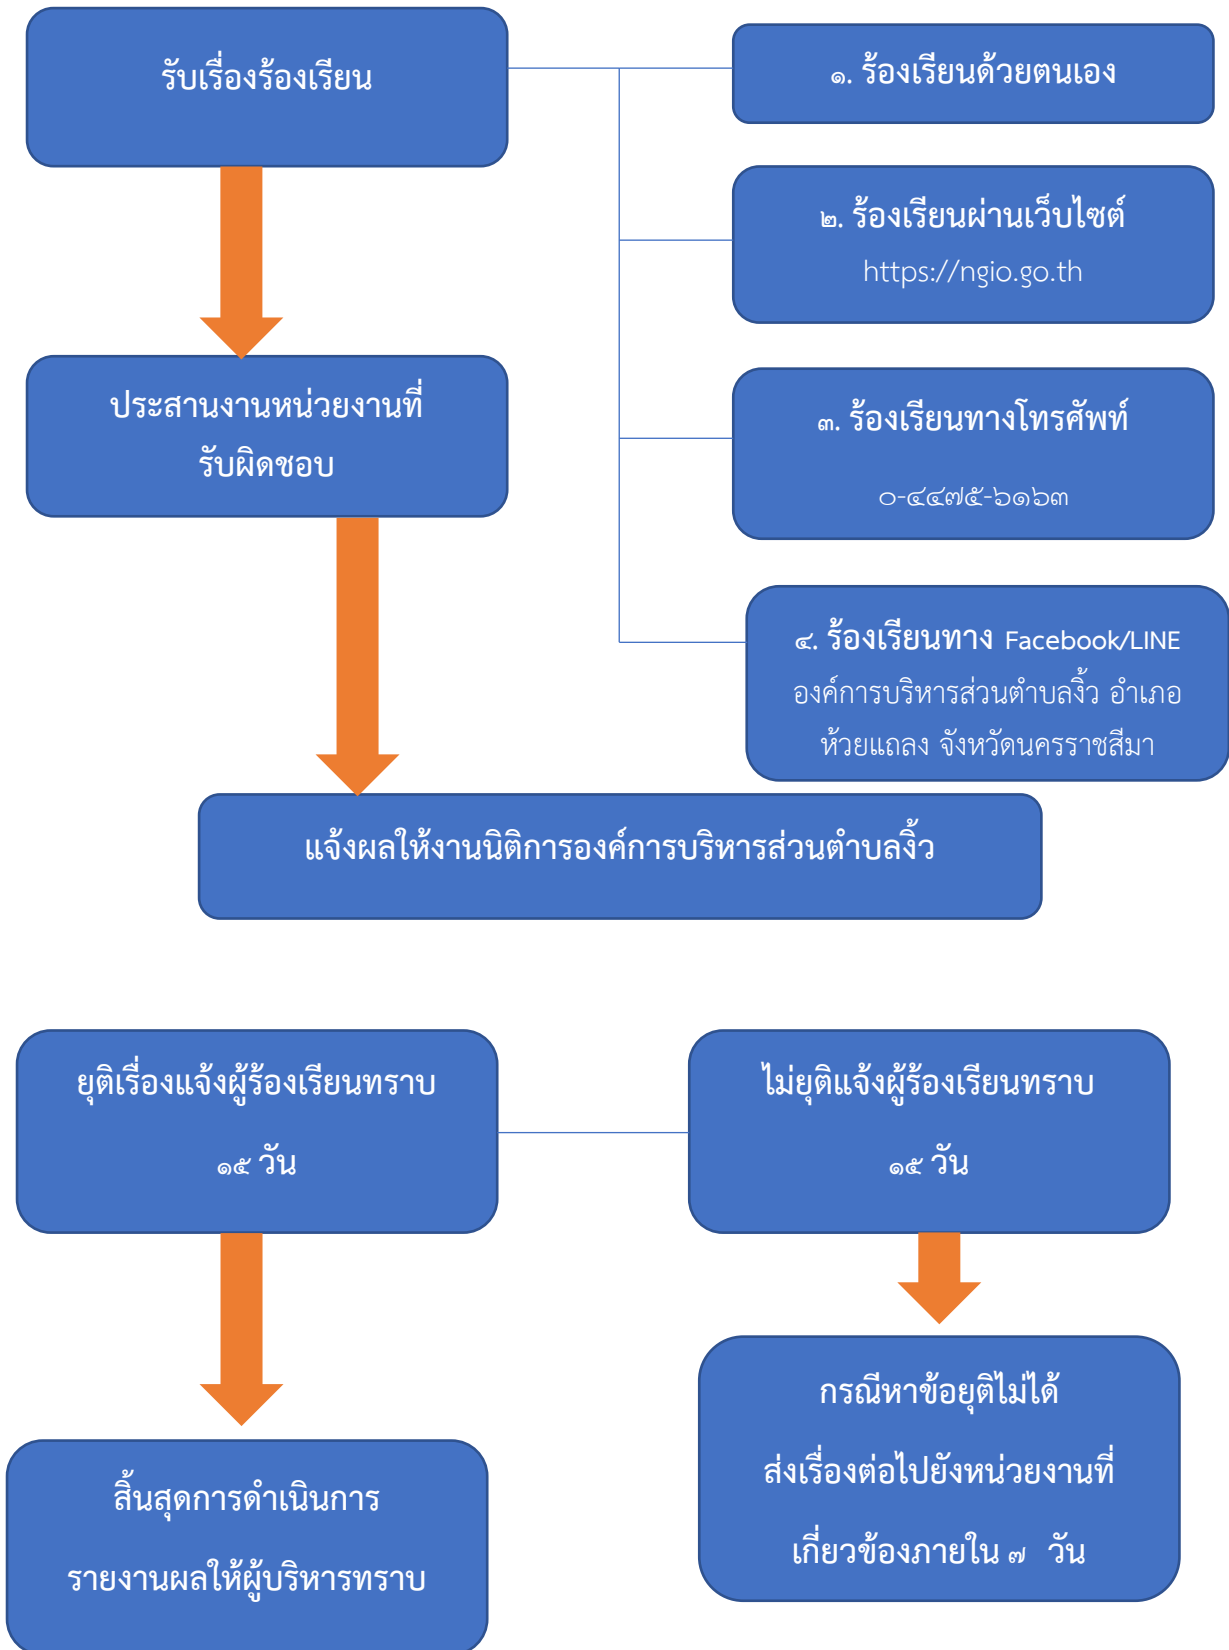 รับเรื่องร้องเรียน
๑. ร้องเรียนด้วยตนเอง
๒. ร้องเรียนผ่านเว็บไซต์
https://ngio.go.th
ประสานงานหน่วยงานที่
รับผิดชอบ
๓. ร้องเรียนทางโทรศัพท์
๐-๔๔๗๕-๖๑๖๓
๔. ร้องเรียนทาง Facebook/LINE
องค์การบริหารส่วนตำบลงิ้ว อำเภอ
ห้วยแถลง จังหวัดนครราชสีมา
แจ้งผลให้งานนิติการองค์การบริหารส่วนตำบลงิ้ว
ยุติเรื่องแจ้งผู้ร้องเรียนทราบ
๑๕ วัน
ไม่ยุติแจ้งผู้ร้องเรียนทราบ
๑๕ วัน
สิ้นสุดการดำเนินการ
รายงานผลให้ผู้บริหารทราบ
กรณีหาข้อยุติไม่ได้
ส่งเรื่องต่อไปยังหน่วยงานที่
เกี่ยวข้องภายใน ๗ วัน